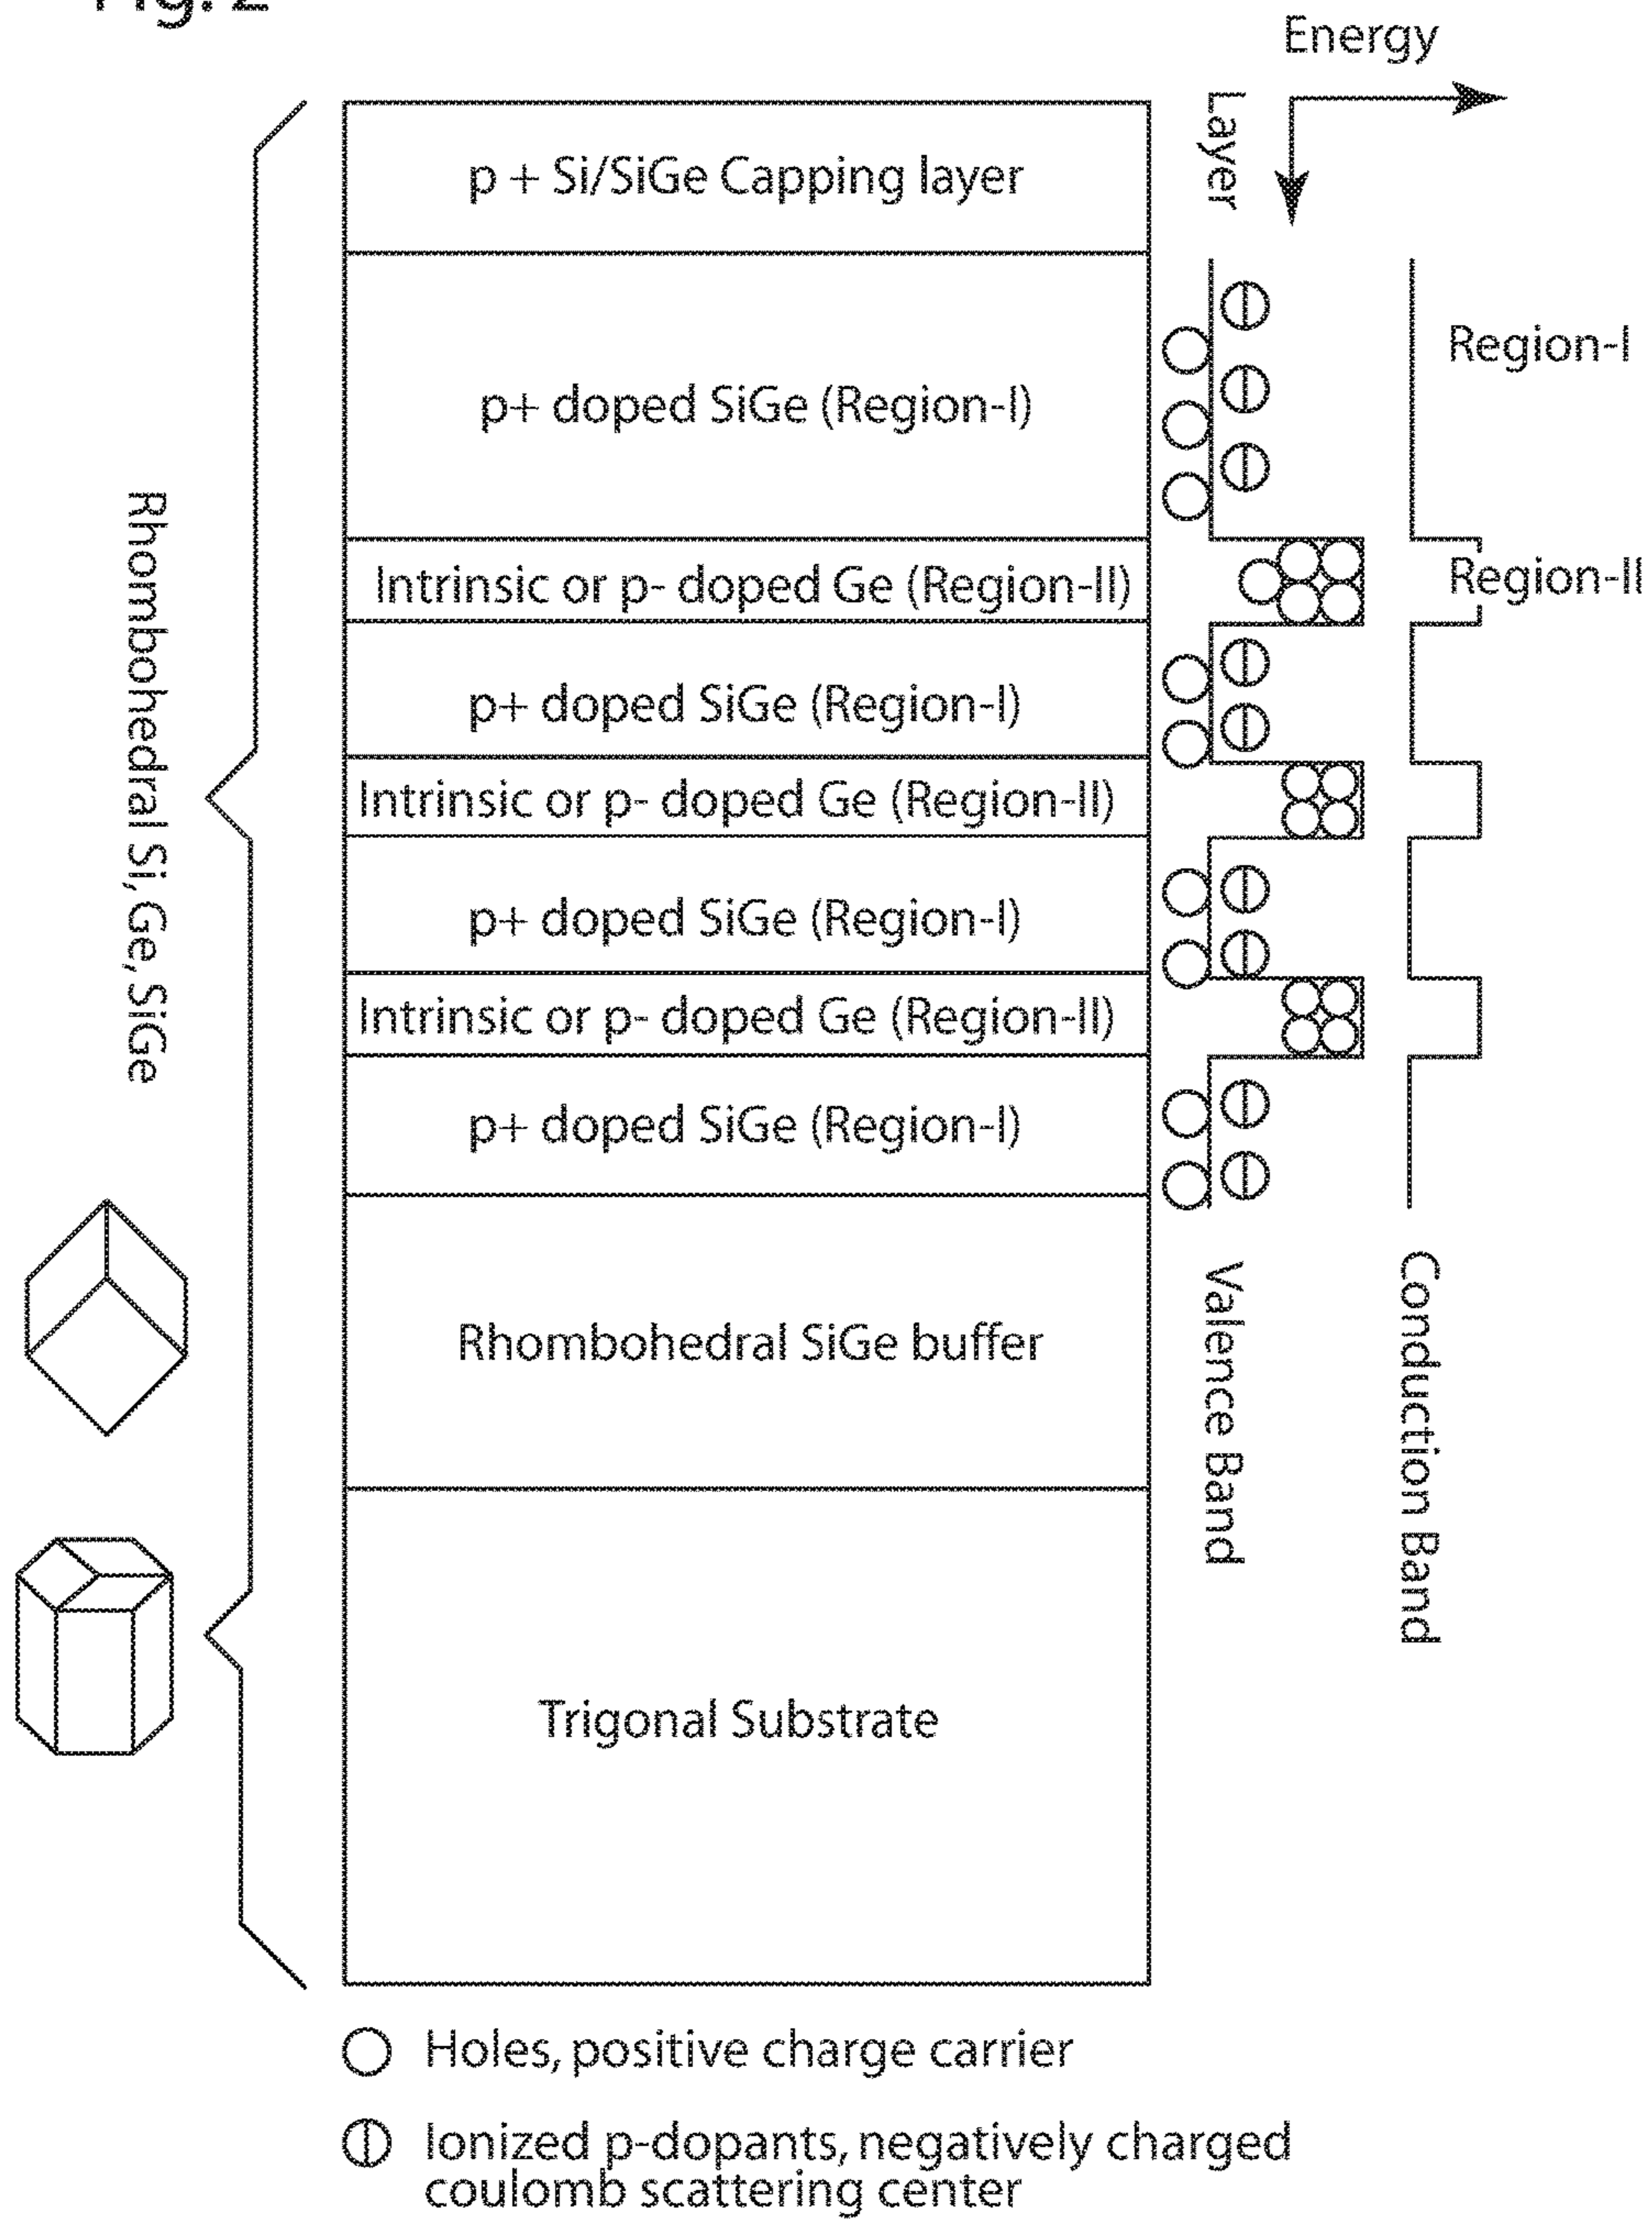 Fig. 2
Energy
Layer
p + Si/SiGe Capping layer
p+ doped SiGe (Region-I)
Region-I
Intrinsic or p- doped Ge (Region-II)
Region-II
p+ doped SiGe (Region-I)
Intrinsic or p- doped Ge (Region-II)
p+ doped SiGe (Region-I)
Intrinsic or p- doped Ge (Region-II)
p+ doped SiGe (Region-I)
Rhombohedral Si, Ge, SiGe
Rhombohedral SiGe buffer
Valence Band
Conduction Band
Trigonal Substrate
Holes, positive charge carrier
Ionized p-dopants, negatively charged
coulomb scattering center